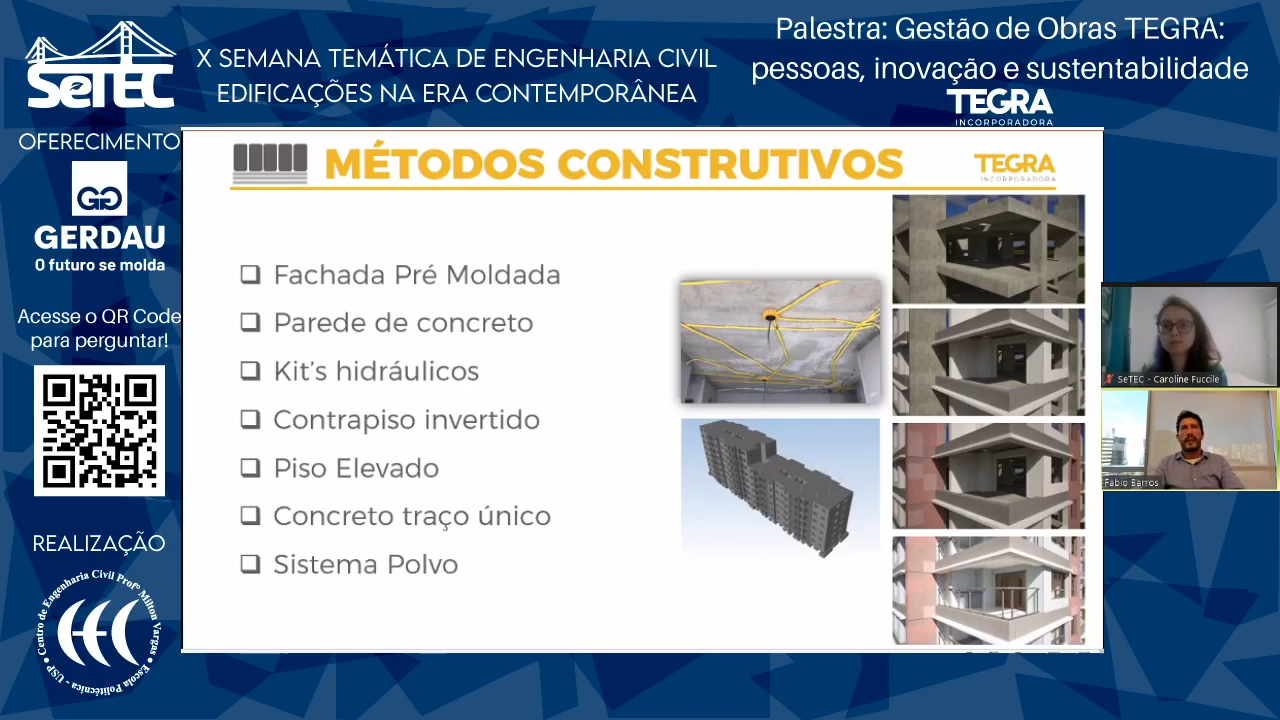 SeTEC
X SEMANA TEMÁTICA DE ENGENHARIA CIVIL
EDIFICAÇÕES NA ERA CONTEMPORÂNEA
Palestra: Gestão de Obras TEGRA:
pessoas, inovação e sustentabilidade
TEGRA
INCORPORADORA
OFERECIMENTO
GG
GERDAU
O futuro se molda
Acesse o QR Code
para perguntar!
REALIZAÇÃO
Centro de Engenharia Civil Profº Milton Vargas • Escola Politécnica - USP •
CEC
MÉTODOS CONSTRUTIVOS
TEGRA
INCORPORADORA
Fachada Pré Moldada
Parede de concreto
Kit’s hidráulicos
Contrapiso invertido
Piso Elevado
Concreto traço único
Sistema Polvo
SeTEC - Caroline Fuccile
Fabio Barros